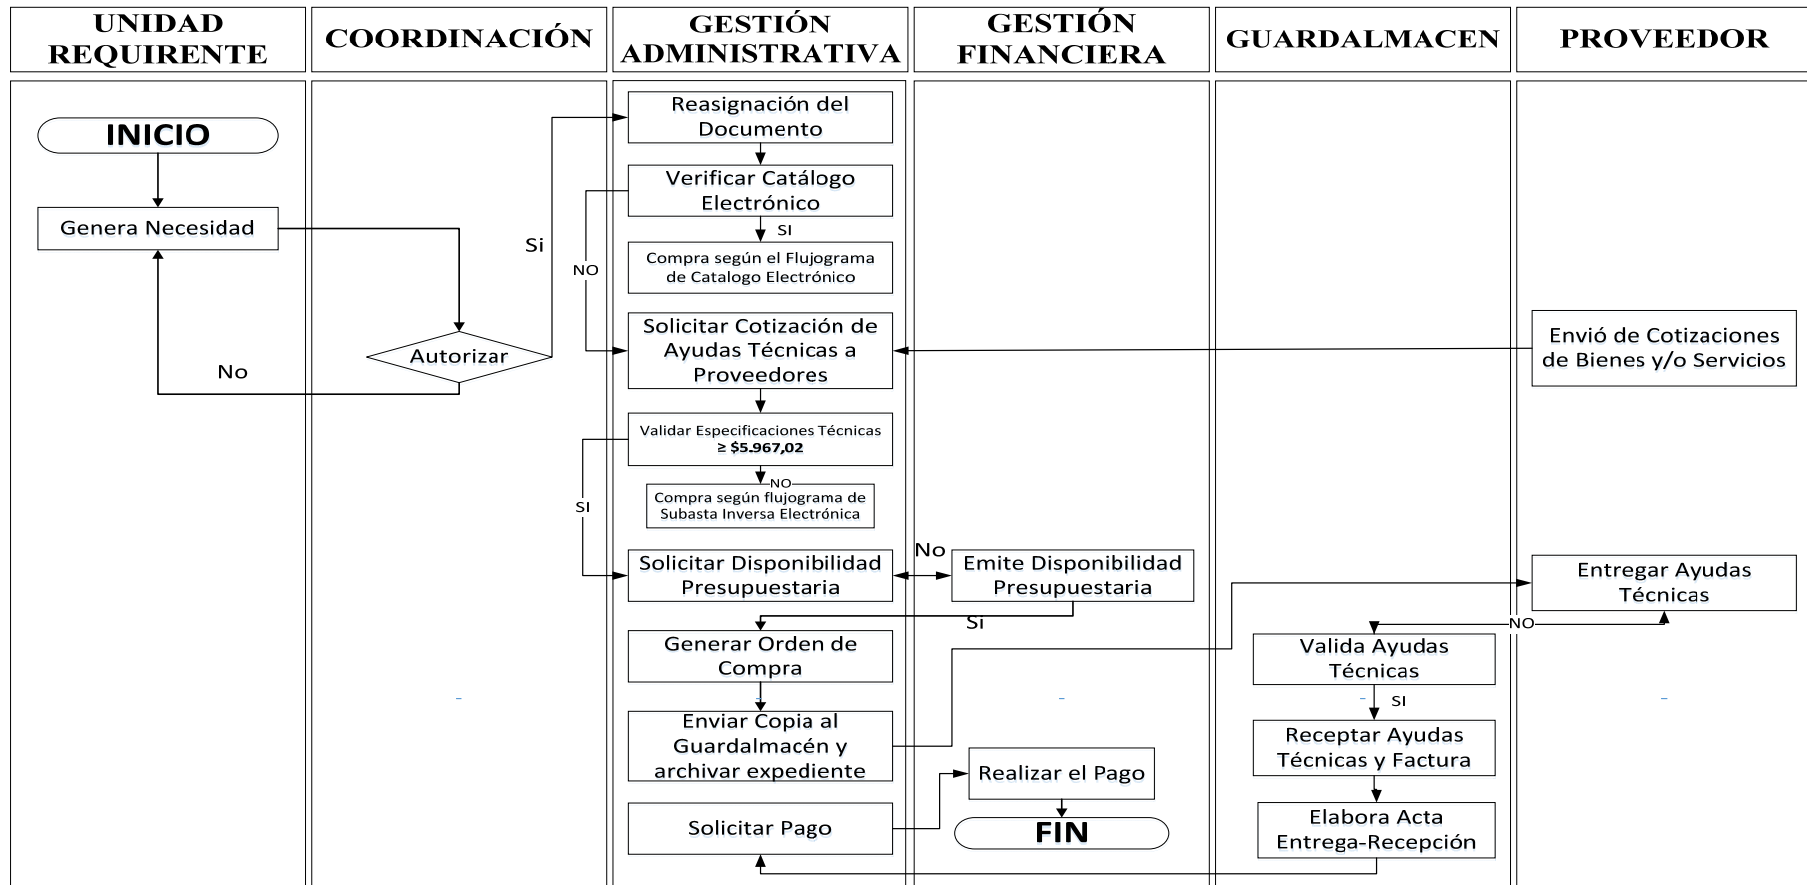 UNIDAD
REQUIRENTE
COORDINACIÓN
GESTIÓN
ADMINISTRATIVA
GESTIÓN
FINANCIERA
GUARDALMACEN
PROVEEDOR
INICIO
Genera Necesidad
Autorizar
Si
No
Reasignación del
Documento
Verificar Catálogo
Electrónico
SI
NO
Compra según el Flujograma
de Catalogo Electrónico
Solicitar Cotización de
Ayudas Técnicas a
Proveedores
Envió de Cotizaciones
de Bienes y/o Servicios
Validar Especificaciones Técnicas
≥ $5.967,02
NO
SI
Compra según flujograma de
Subasta Inversa Electrónica
Solicitar Disponibilidad
Presupuestaria
No
Emite Disponibilidad
Presupuestaria
Si
Generar Orden de
Compra
Enviar Copia al
Guardalmacén y
archivar expediente
Entregar Ayudas
Técnicas
NO
Valida Ayudas
Técnicas
SI
Receptar Ayudas
Técnicas y Factura
Elabora Acta
Entrega-Recepción
Solicitar Pago
Realizar el Pago
FIN